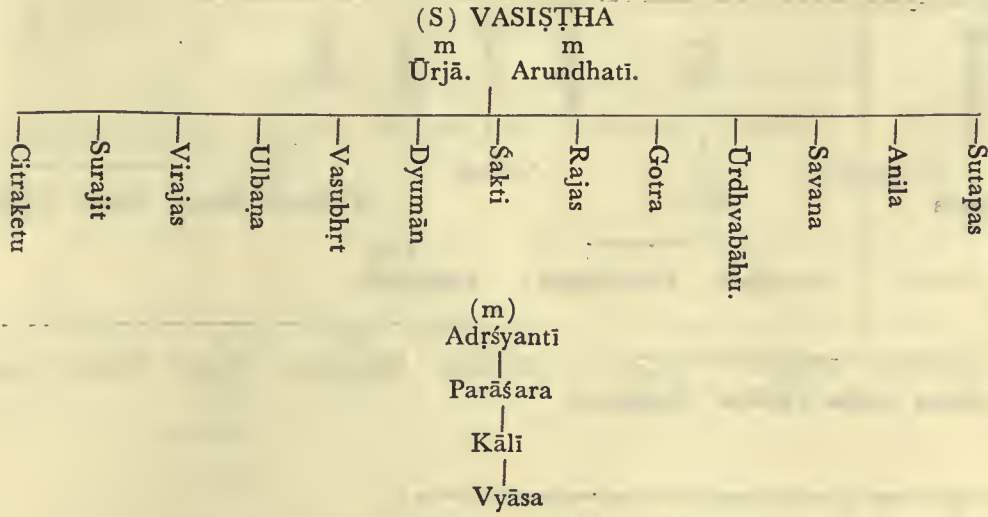 (S) VASIṢṬHA
m m
Ūrjā. Arundhatī.
Citraketu
Surajit
Virajas
Ulbaṇa
Vasubhṛt
Dyumān
Śakti
Rajas
Gotra
Ūrdhvabāhu.
Savana
Anila
Sutapas
(m)
Adṛśyantī
Parāśara
Kālī
Vyāsa